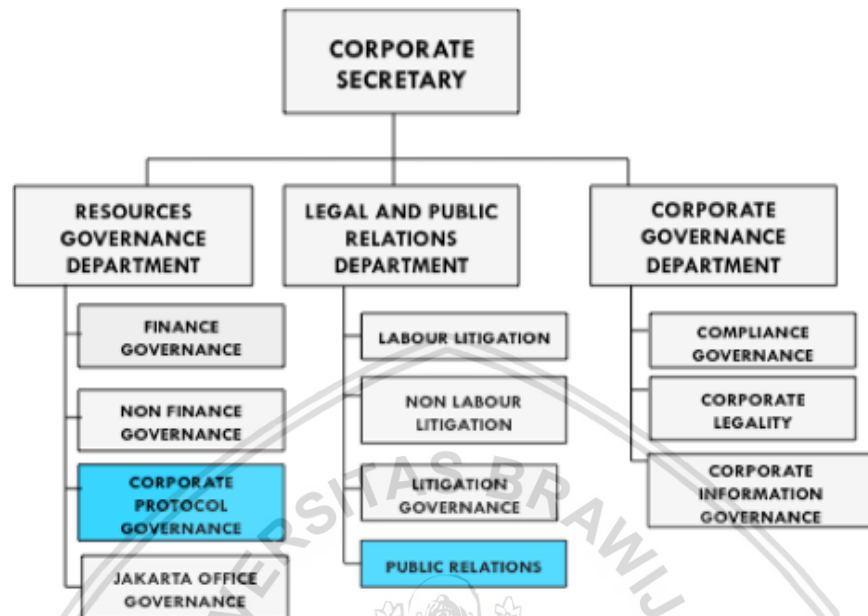 CORPORATE
SECRETARY
RESOURCES
GOVERNANCE
DEPARTMENT
LEGAL AND PUBLIC
RELATIONS
DEPARTMENT
CORPORATE
GOVERNANCE
DEPARTMENT
FINANCE
GOVERNANCE
NON FINANCE
GOVERNANCE
CORPORATE
PROTOCOL
GOVERNANCE
JAKARTA OFFICE
GOVERNANCE
LABOUR LITIGATION
NON LABOUR
LITIGATION
LITIGATION
GOVERNANCE
PUBLIC RELATIONS
COMPLIANCE
GOVERNANCE
CORPORATE
LEGALITY
CORPORATE
INFORMATION
GOVERNANCE
VERSITAS BRAWIJ